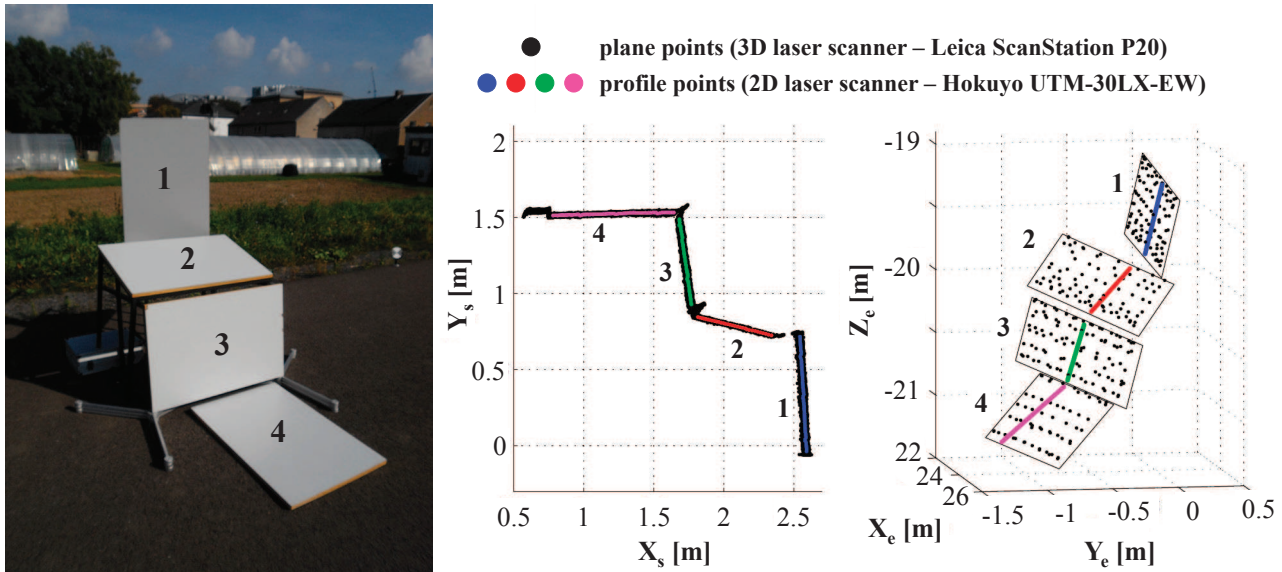 plane points (3D laser scanner – Leica ScanStation P20)
profile points (2D laser scanner – Hokuyo UTM-30LX-EW)
1
2
3
4
2
1.5
1
0.5
0
Y_s [m]
4
3
2
1
0.5 1 1.5 2 2.5
X_s [m]
-19
-20
-21
-22
Z_e [m]
1
2
3
4
22
24
26
X_e [m]
-1.5 -1 -0.5 0 0.5
Y_e [m]